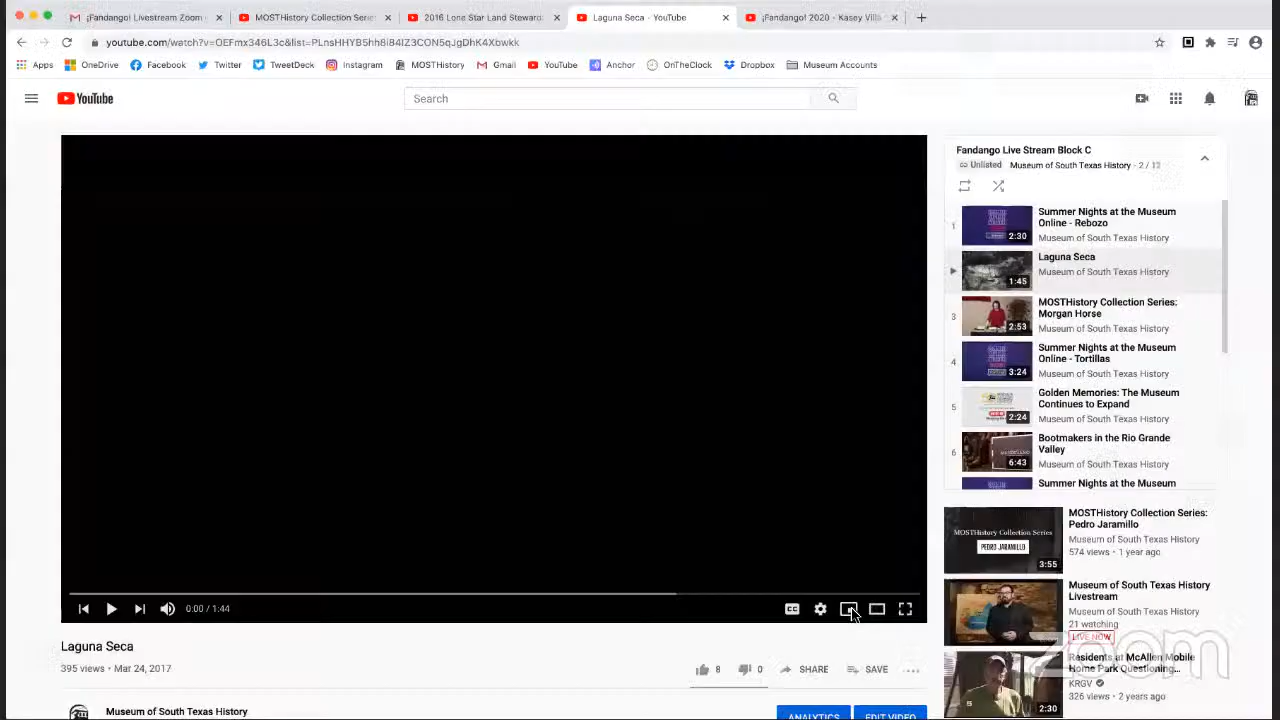 ¡Fandango! Livestream Zoom
MOSTHistory Collection Series
2016 Lone Star Land Steward
Laguna Seca - YouTube
¡Fandango! 2020 - Kasey Villa
youtube.com/watch?v=OEFmx346L3c&list=PLnsHHYB5hh8i84IZ3CON5qJgDhK4Xbwkk
Apps
OneDrive
Facebook
Twitter
TweetDeck
Instagram
MOSTHistory
Gmail
YouTube
Anchor
OnTheClock
Dropbox
Museum Accounts
YouTube
Search
Fandango Live Stream Block C
Unlisted Museum of South Texas History - 2 /
1
2:30
Summer Nights at the Museum
Online - Rebozo
Museum of South Texas History
1:45
Laguna Seca
Museum of South Texas History
3
2:53
MOSTHistory Collection Series:
Morgan Horse
Museum of South Texas History
4
3:24
Summer Nights at the Museum
Online - Tortillas
Museum of South Texas History
5
2:24
Golden Memories: The Museum
Continues to Expand
Museum of South Texas History
6
6:43
Bootmakers in the Rio Grande
Valley
Museum of South Texas History
Summer Nights at the Museum
MOSTHistory Collection Series
PEDRO JARAMILLO
3:55
MOSTHistory Collection Series:
Pedro Jaramillo
Museum of South Texas History
574 views · 1 year ago
Museum of South Texas History
Livestream
Museum of South Texas History
21 watching
LIVE NOW
Residents at McAllen Mobile
Home Park Questioning...
KRGV
326 views · 2 years ago
2:30
zoom
0:00 / 1:44
CC
Laguna Seca
395 views • Mar 24, 2017
8
0
SHARE
SAVE
Museum of South Texas History
ANALYTICS
EDIT VIDEO